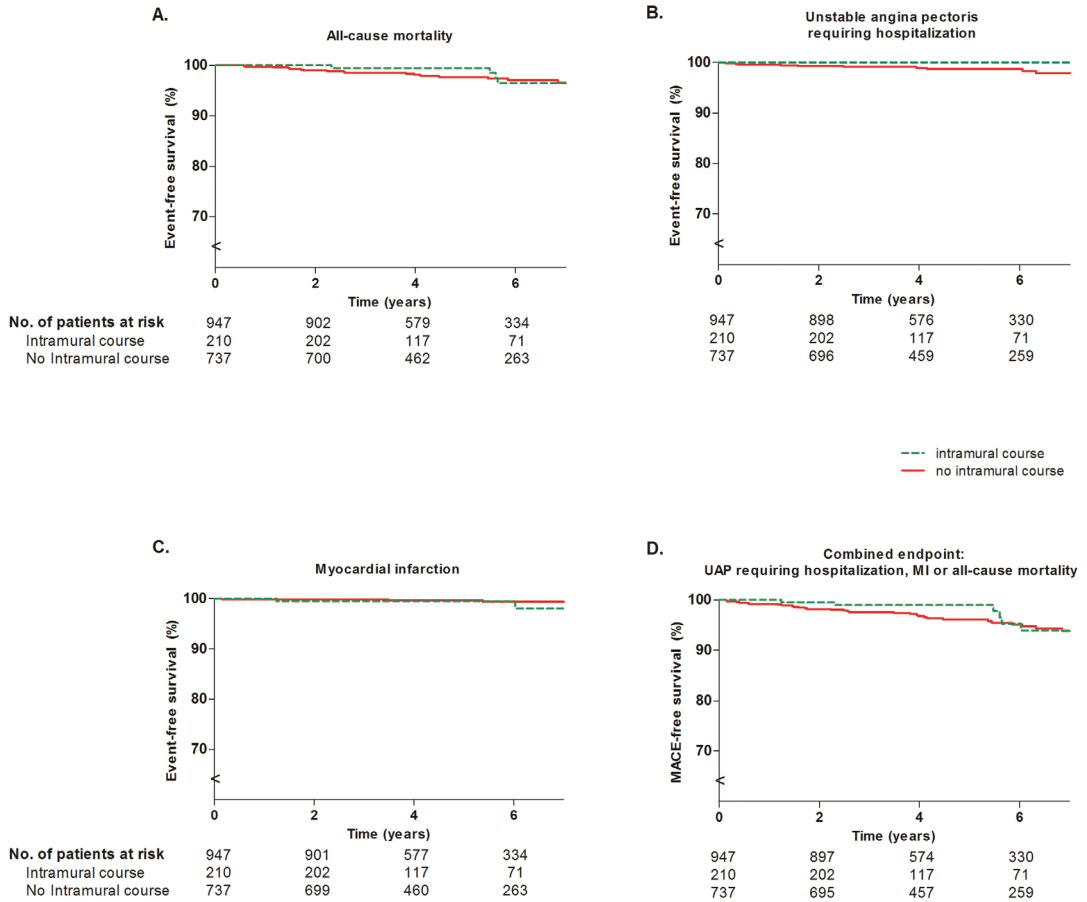 A.
All-cause mortality
Event-free survival (%)
100
90
80
70
0 2 4 6
Time (years)
No. of patients at risk 947 902 579 334
Intramural course 210 202 117 71
No Intramural course 737 700 462 263
B.
Unstable angina pectoris
requiring hospitalization
Event-free survival (%)
100
90
80
70
0 2 4 6
Time (years)
947 898 576 330
210 202 117 71
737 696 459 259
intramural course
no intramural course
C.
Myocardial infarction
Event-free survival (%)
100
90
80
70
0 2 4 6
Time (years)
No. of patients at risk 947 901 577 334
Intramural course 210 202 117 71
No Intramural course 737 699 460 263
D.
Combined endpoint:
UAP requiring hospitalization, MI or all-cause mortality
MACE-free survival (%)
100
90
80
70
0 2 4 6
Time (years)
947 897 574 330
210 202 117 71
737 695 457 259